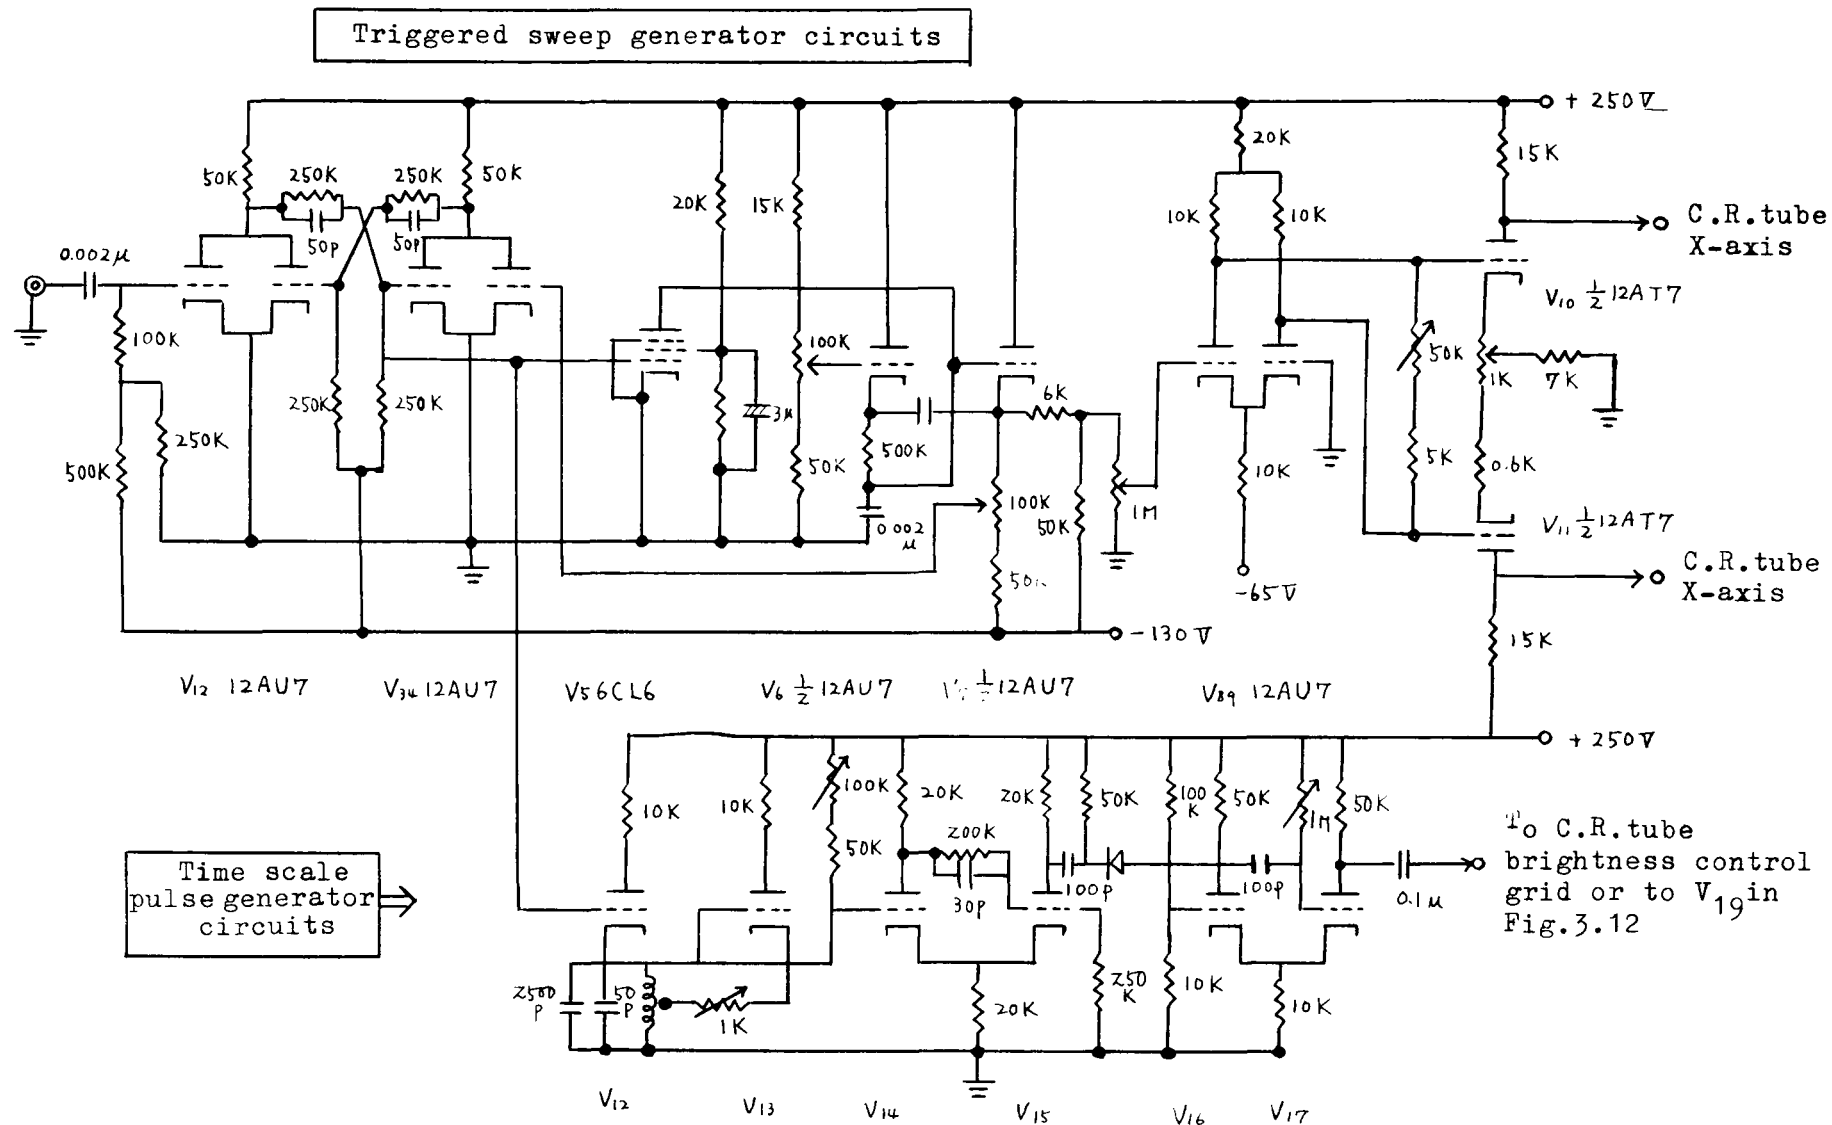 Triggered sweep generator circuits
+ 250V
50K
250K
250K
50K
50p
50p
20K
15K
20K
10K
10K
15K
C.R.tube
X-axis
0.002μ
V10 1/2 12AT7
100K
100K
50K
1K
7K
250K
250K
3μ
6K
500K
250K
50K
500K
10K
5K
0.6K
0.002
μ
100K
50K
1M
V11 1/2 12AT7
-65V
C.R.tube
X-axis
-130V
15K
V12 12AU7
V34 12AU7
V5 6CL6
V6 1/2 12AU7
1/2 12AU7
V89 12AU7
+ 250V
10K
10K
100K
20K
20K
50K
100
K
50K
1M
50K
50K
200K
30p
100p
100p
0.1μ
To C.R.tube
brightness control
grid or to V19 in
Fig.3.12
Time scale
pulse generator
circuits
2500
p
50
p
1K
20K
250
K
10K
10K
V12
V13
V14
V15
V16
V17